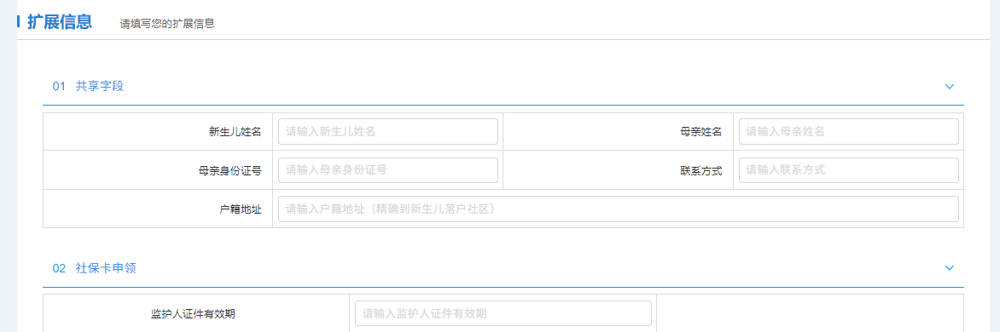 扩展信息 请填写您的扩展信息
01 共享字段
新生儿姓名 请输入新生儿姓名 母亲姓名 请输入母亲姓名
母亲身份证号 请输入母亲身份证号 联系方式 请输入联系方式
户籍地址 请输入户籍地址（精确到新生儿落户社区）
02 社保卡申领
监护人证件有效期 请输入监护人证件有效期